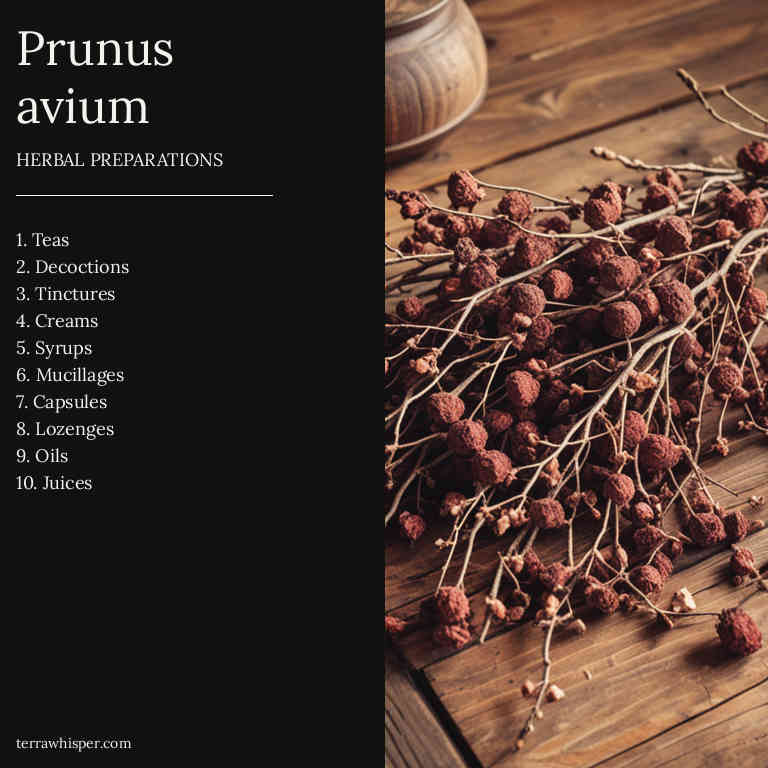 Prunus
avium
HERBAL PREPARATIONS
1. Teas
2. Decoctions
3. Tinctures
4. Creams
5. Syrups
6. Mucillages
7. Capsules
8. Lozenges
9. Oils
10. Juices
terrawhisper.com